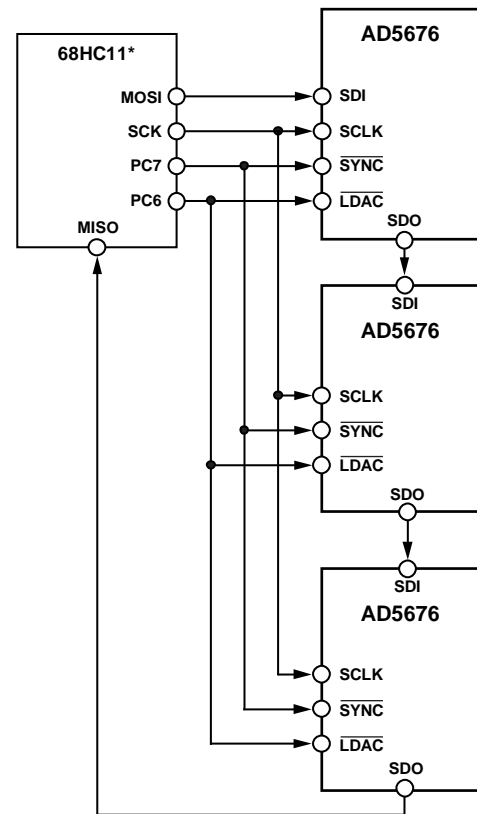 68HC11*
MOSI
SCK
PC7
PC6
MISO
AD5676
SDI
SCLK
SYNC
LDAC
SDO
SDI
AD5676
SCLK
SYNC
LDAC
SDO
SDI
AD5676
SCLK
SYNC
LDAC
SDO